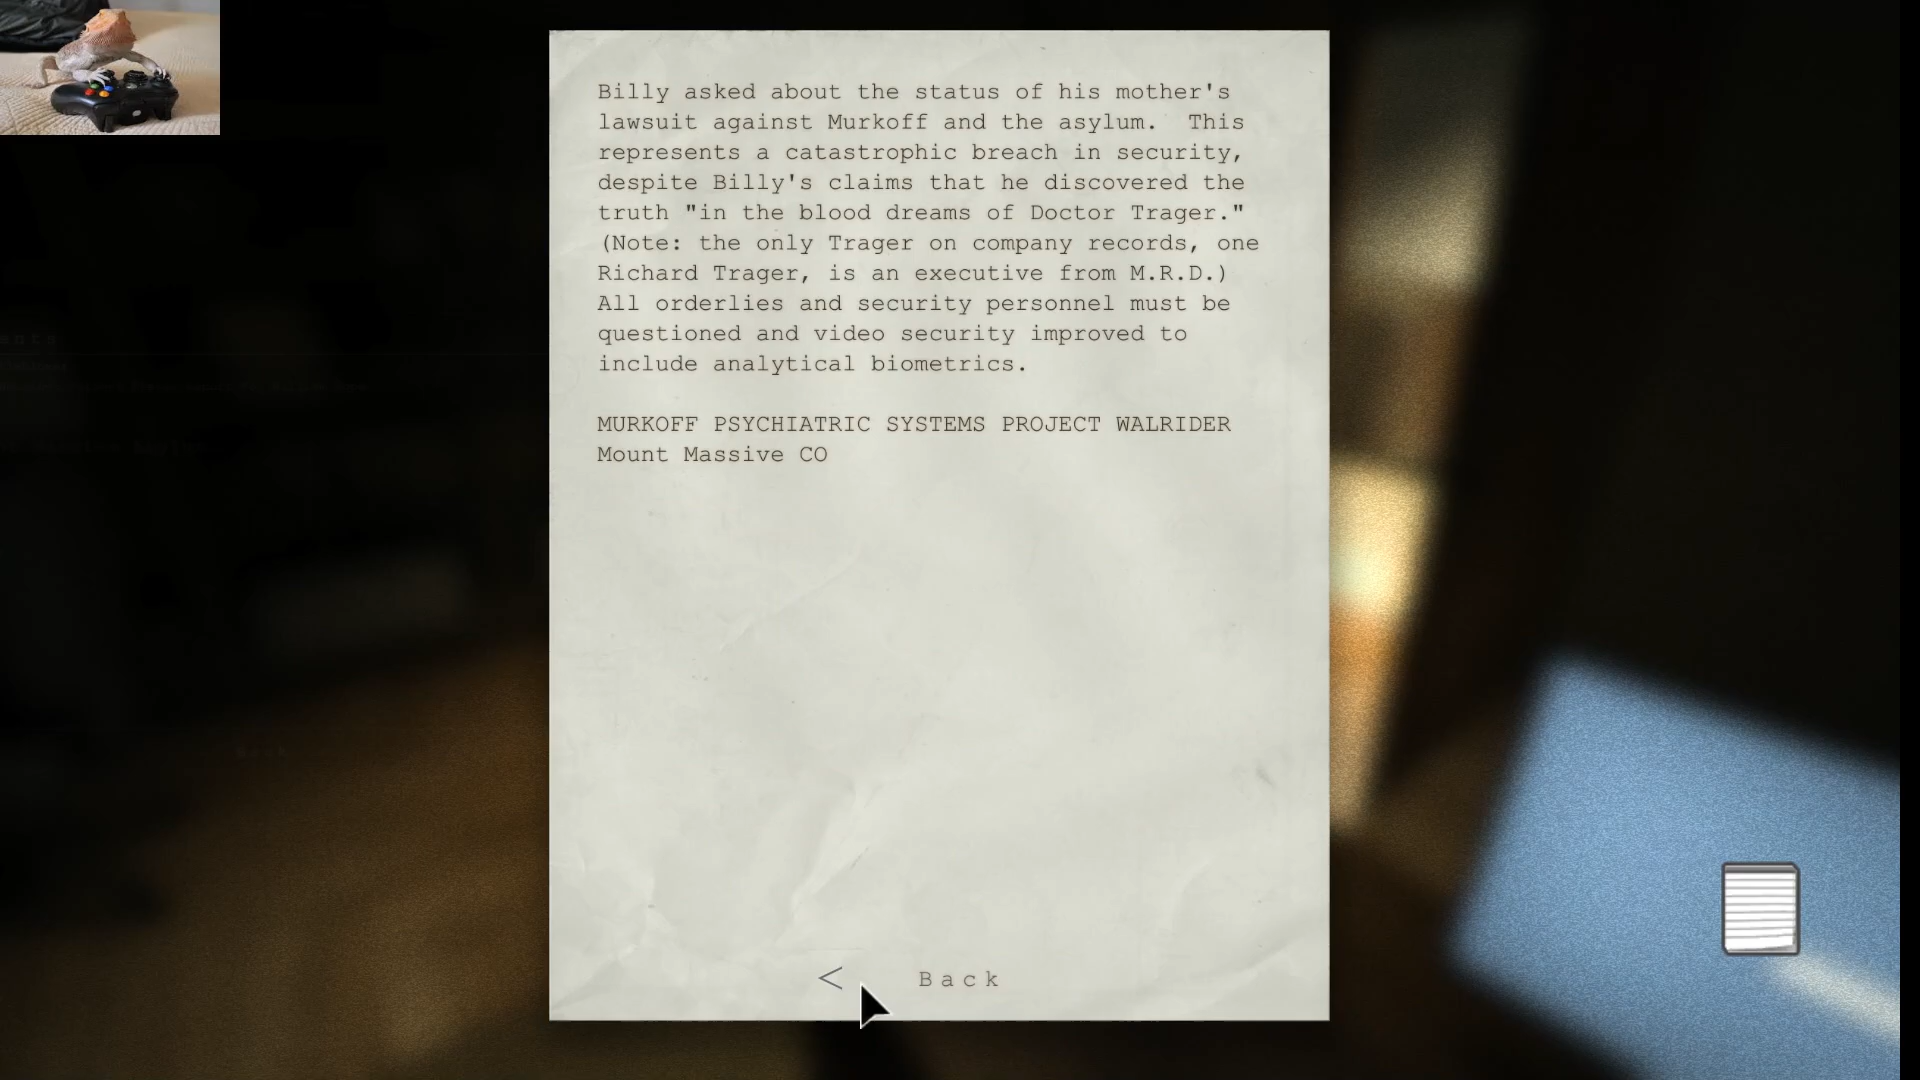 Billy asked about the status of his mother's
lawsuit against Murkoff and the asylum.  This
represents a catastrophic breach in security,
despite Billy's claims that he discovered the
truth "in the blood dreams of Doctor Trager."
(Note: the only Trager on company records, one
Richard Trager, is an executive from M.R.D.)
All orderlies and security personnel must be
questioned and video security improved to
include analytical biometrics.
MURKOFF PSYCHIATRIC SYSTEMS PROJECT WALRIDER
Mount Massive CO
< Back